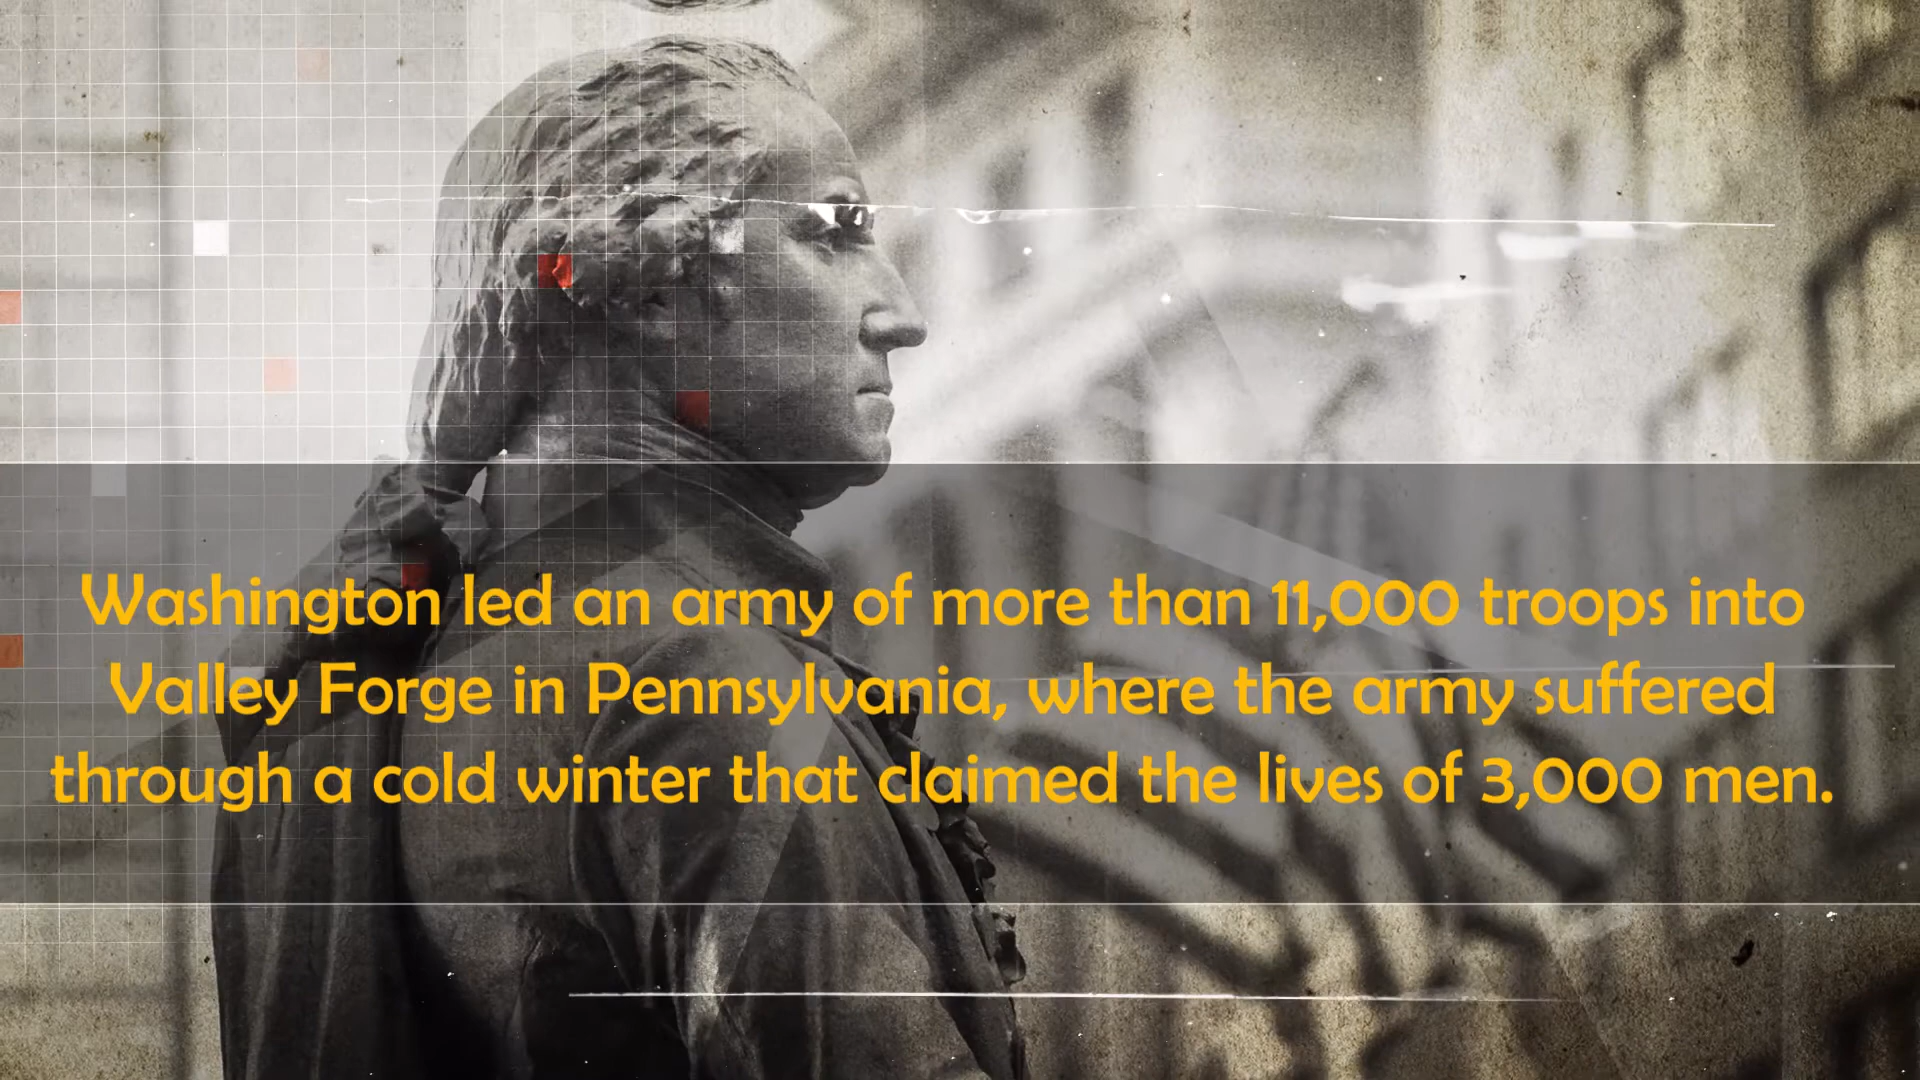 Washington led an army of more than 11,000 troops into
Valley Forge in Pennsylvania, where the army suffered
through a cold winter that claimed the lives of 3,000 men.